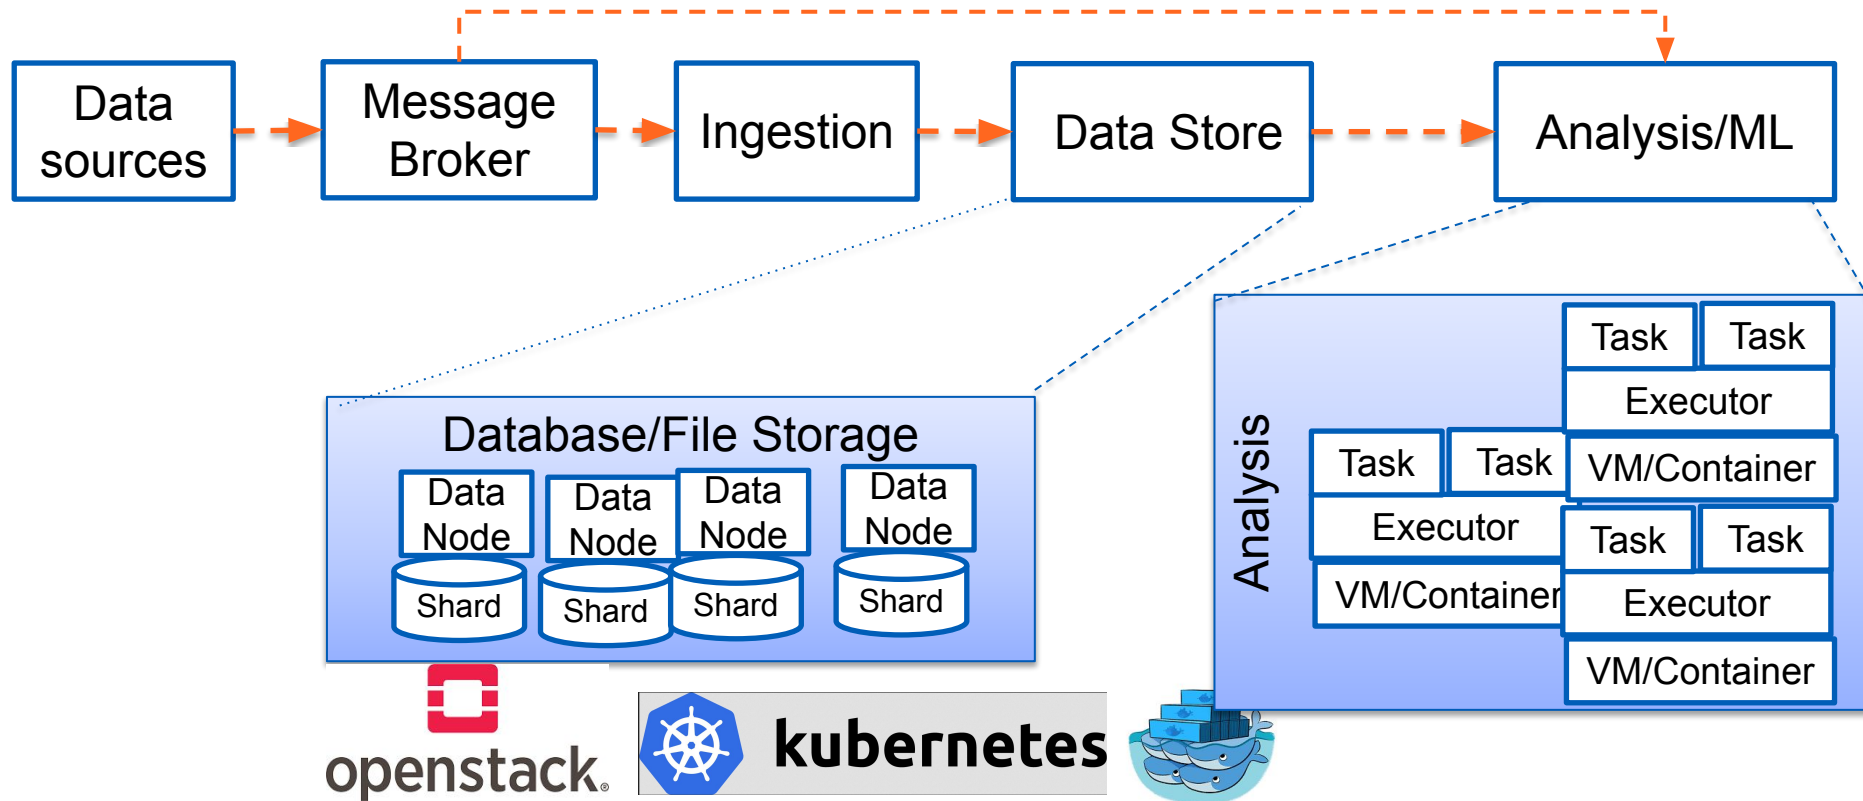 Data
sources
Message
Broker
Ingestion
Data Store
Analysis/ML
Database/File Storage
Data
Node
Data
Node
Data
Node
Data
Node
Shard
Shard
Shard
Shard
Analysis
Task Task
Executor
VM/Container
Task Task
Executor
VM/Container
Task Task
Executor
VM/Container
openstack.
kubernetes